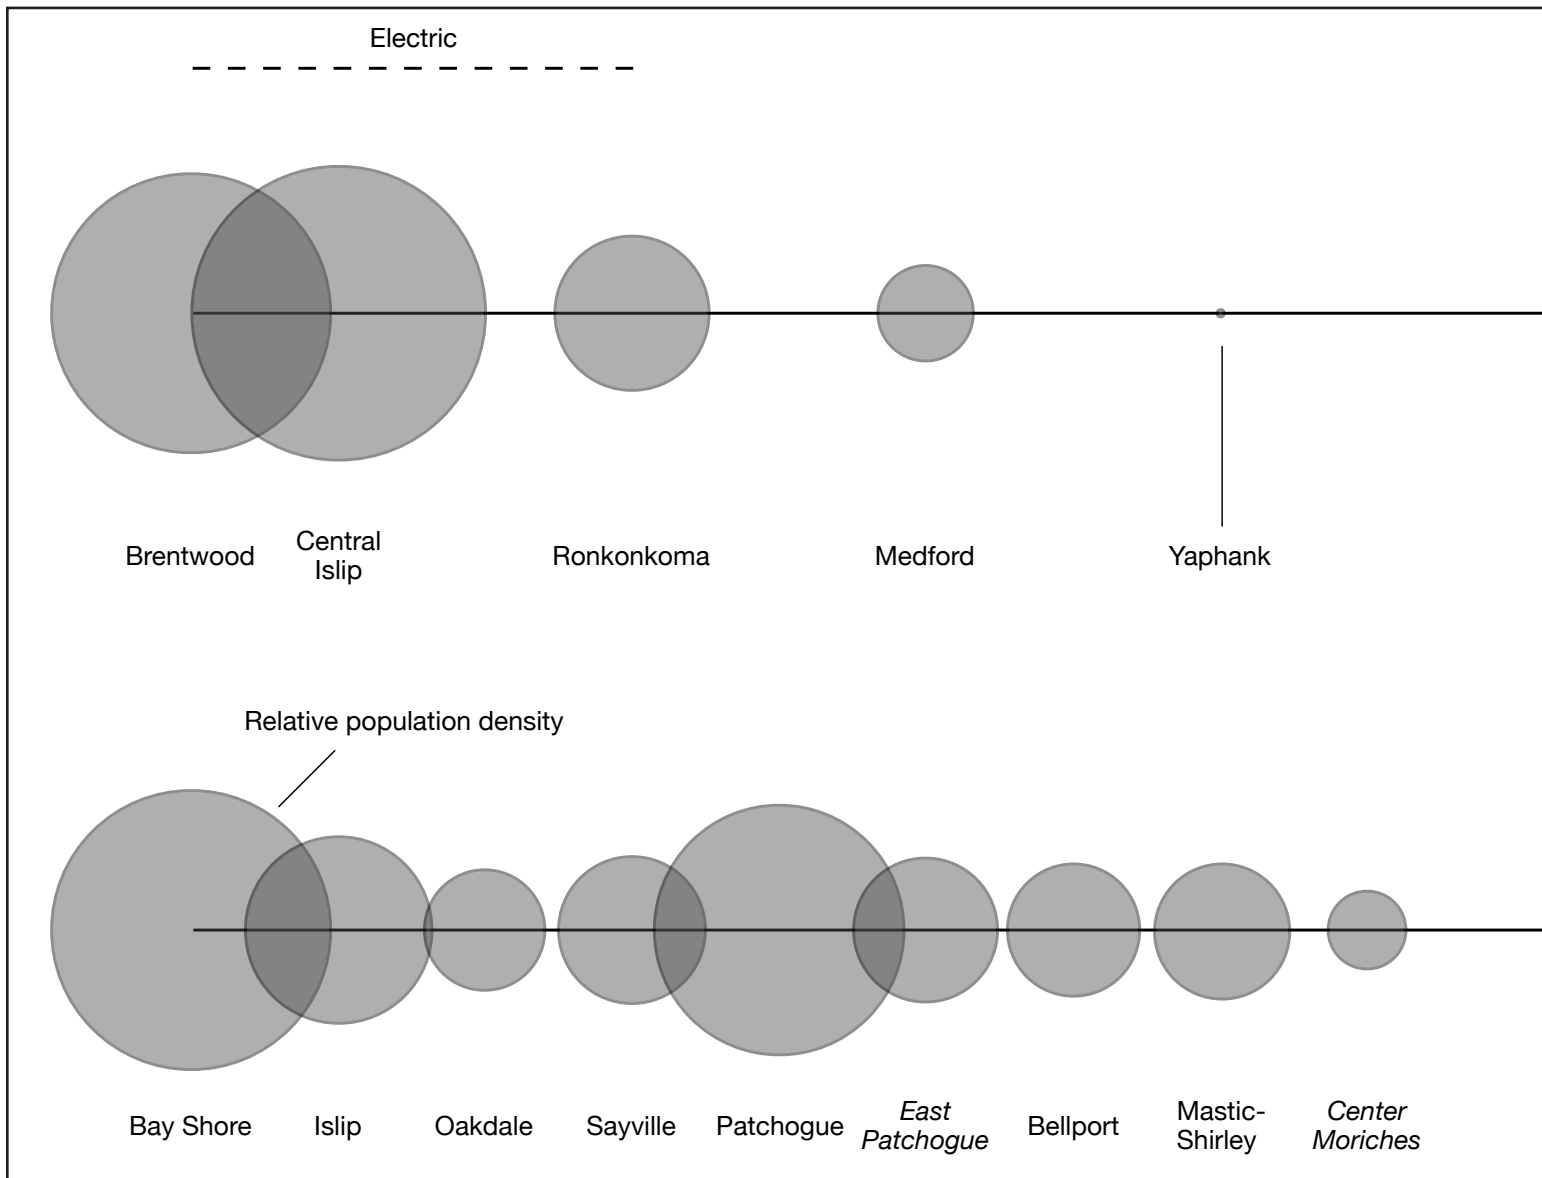 Electric
Brentwood
Central
Islip
Ronkonkoma
Medford
Yaphank
Relative population density
Bay Shore
Islip
Oakdale
Sayville
Patchogue
East
Patchogue
Bellport
Mastic-
Shirley
Center
Moriches